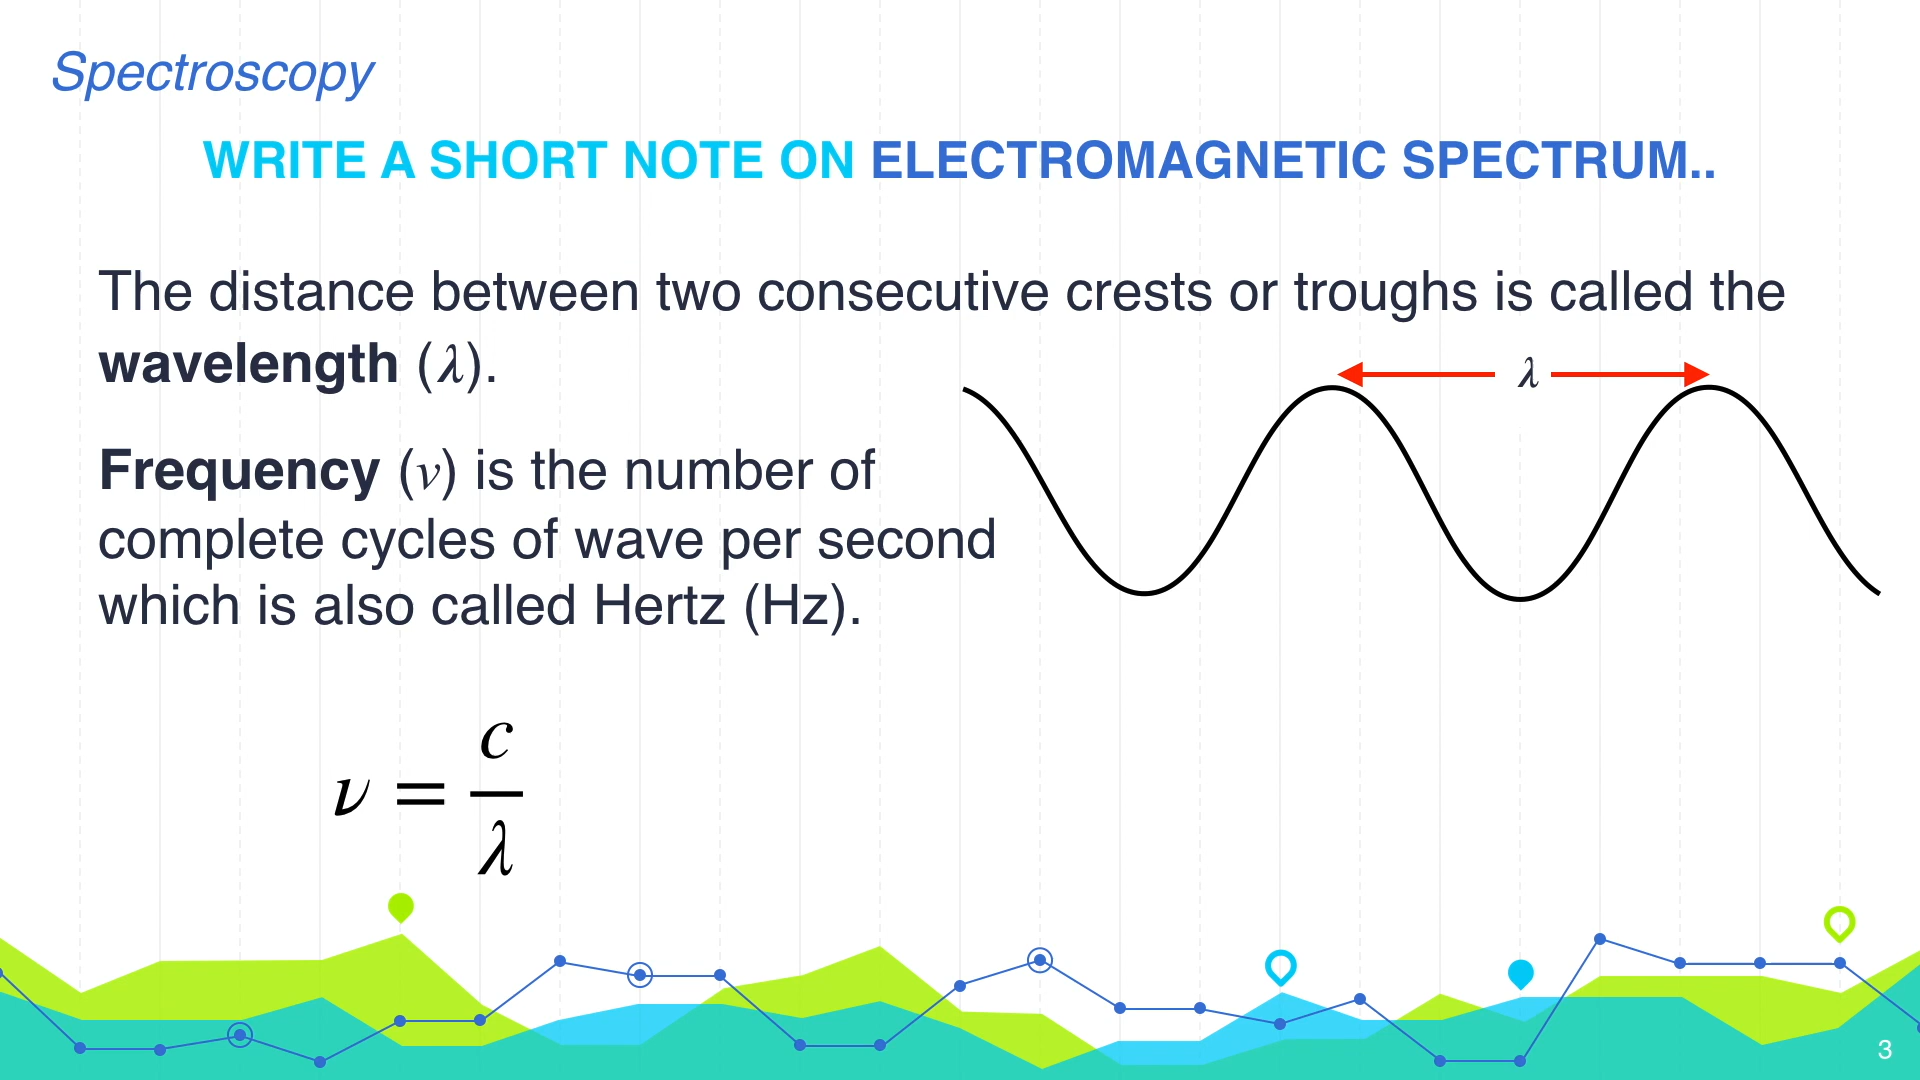 Spectroscopy
WRITE A SHORT NOTE ON ELECTROMAGNETIC SPECTRUM..
The distance between two consecutive crests or troughs is called the
wavelength (λ).
λ
Frequency (ν) is the number of
complete cycles of wave per second
which is also called Hertz (Hz).
ν = c/λ
3